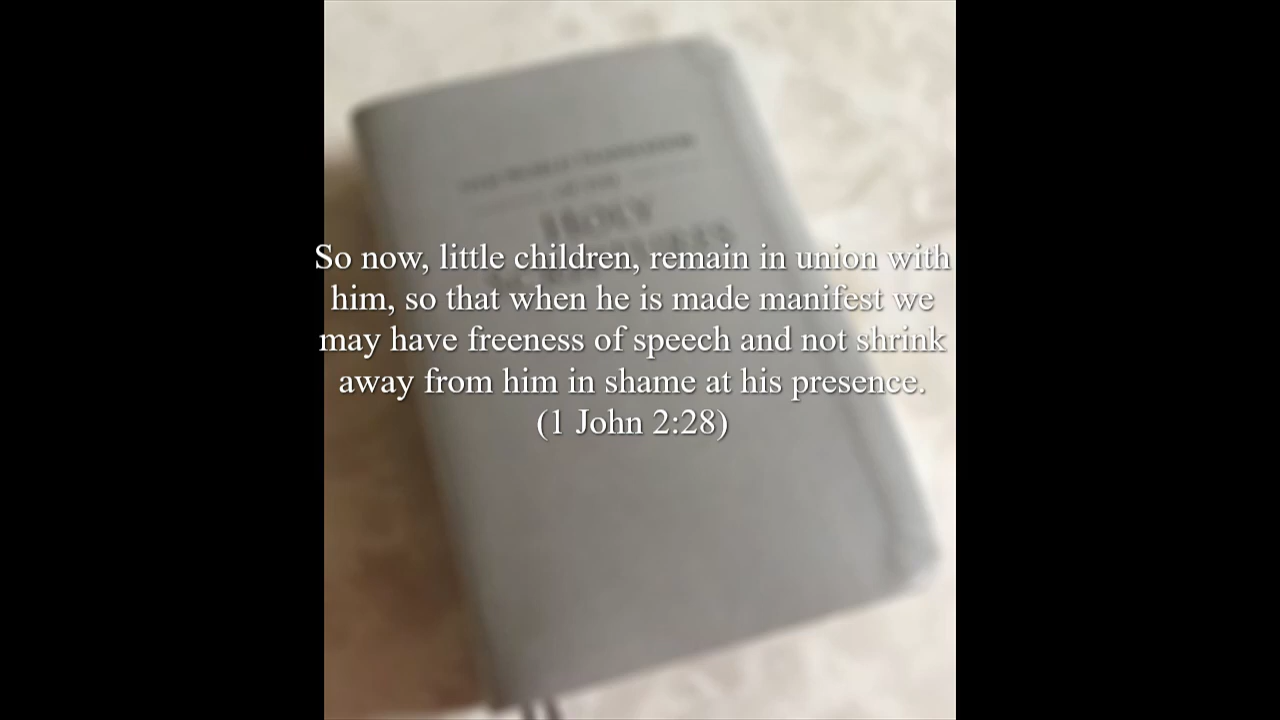 HOLY
So now, little children, remain in union with
him, so that when he is made manifest we
may have freeness of speech and not shrink
away from him in shame at his presence.
(1 John 2:28)